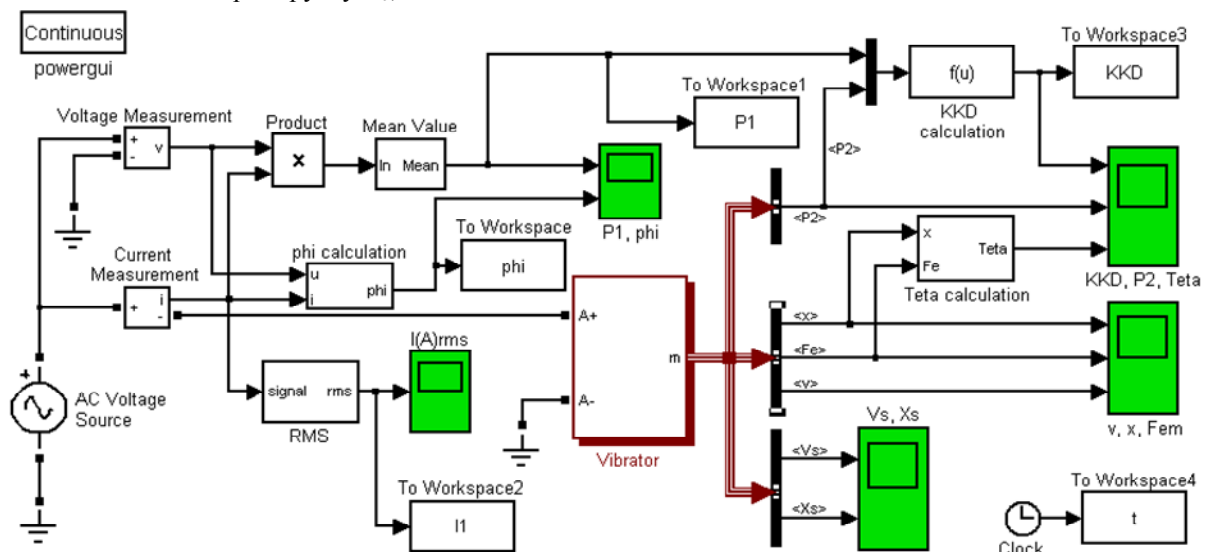 Continuous
powergui
Voltage Measurement
+
-
v
Product
×
Mean Value
In Mean
To Workspace1
P1
f(u)
KKD
calculation
To Workspace3
KKD
<P2>
<P2>
P1, phi
To Workspace
phi
phi calculation
u
i
phi
Current
Measurement
+
i
-
x
Fe
Teta
Teta calculation
KKD, P2, Teta
A+
A-
m
Vibrator
<x>
<Fe>
<v>
v, x, Fem
I(A)rms
signal rms
RMS
+
AC Voltage
Source
To Workspace2
I1
<Vs>
<Xs>
Vs, Xs
Clock
To Workspace4
t